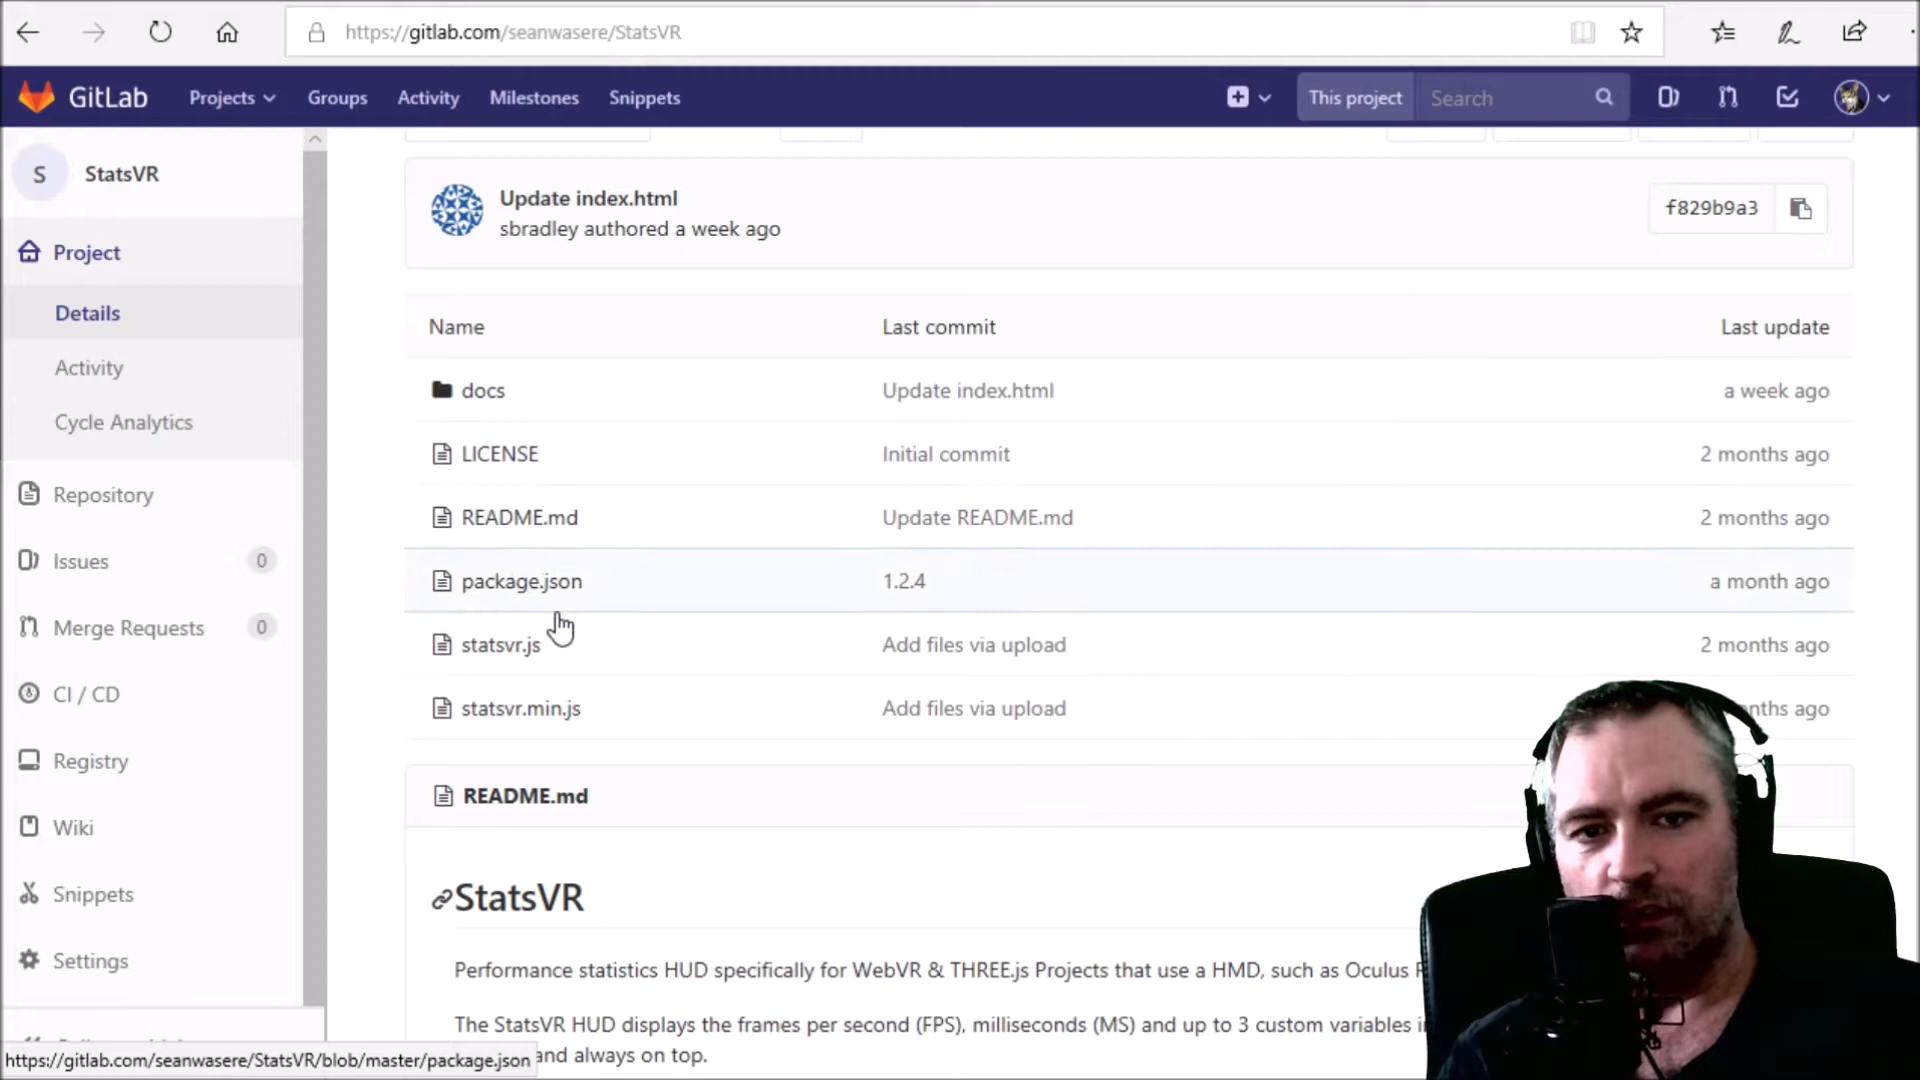 https://gitlab.com/seanwasere/StatsVR
GitLab Projects Groups Activity Milestones Snippets This project Search
S StatsVR
Project
Details
Activity
Cycle Analytics
Repository
Issues 0
Merge Requests 0
CI / CD
Registry
Wiki
Snippets
Settings
Update index.html
sbradley authored a week ago
f829b9a3
Name Last commit Last update
docs Update index.html a week ago
LICENSE Initial commit 2 months ago
README.md Update README.md 2 months ago
package.json 1.2.4 a month ago
statsvr.js Add files via upload 2 months ago
statsvr.min.js Add files via upload ago
README.md
StatsVR
Performance statistics HUD specifically for WebVR & THREE.js Projects that use a HMD, such as Oculus
The StatsVR HUD displays the frames per second (FPS), milliseconds (MS) and up to 3 custom variables
and always on top.
https://gitlab.com/seanwasere/StatsVR/blob/master/package.json